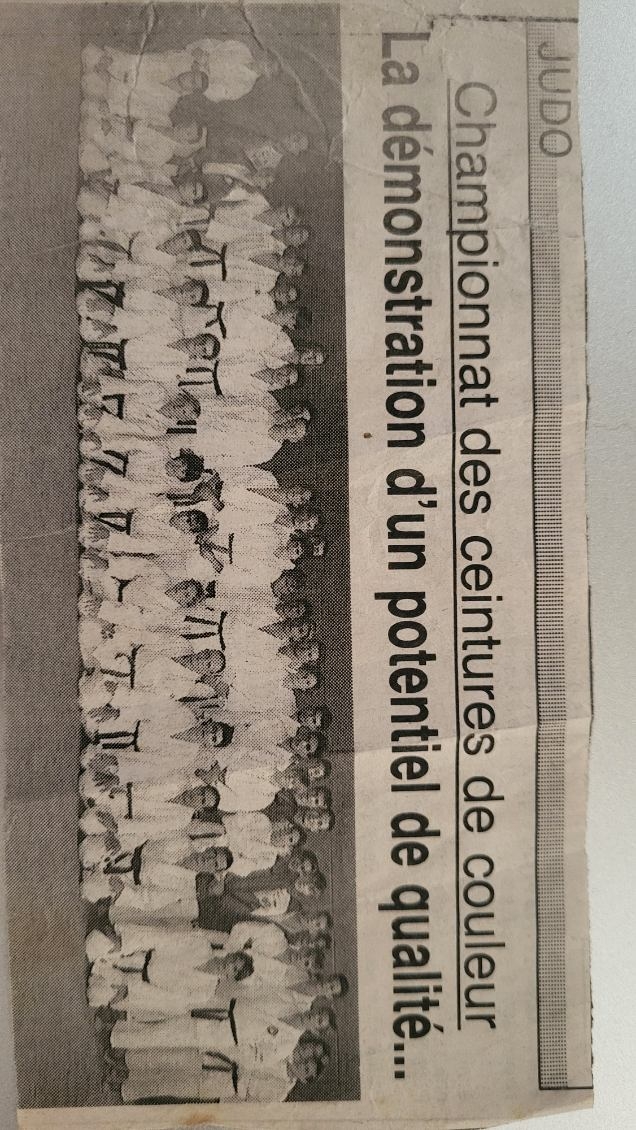 JUDO
Championnat des ceintures de couleur
La démonstration d'un potentiel de qualité...